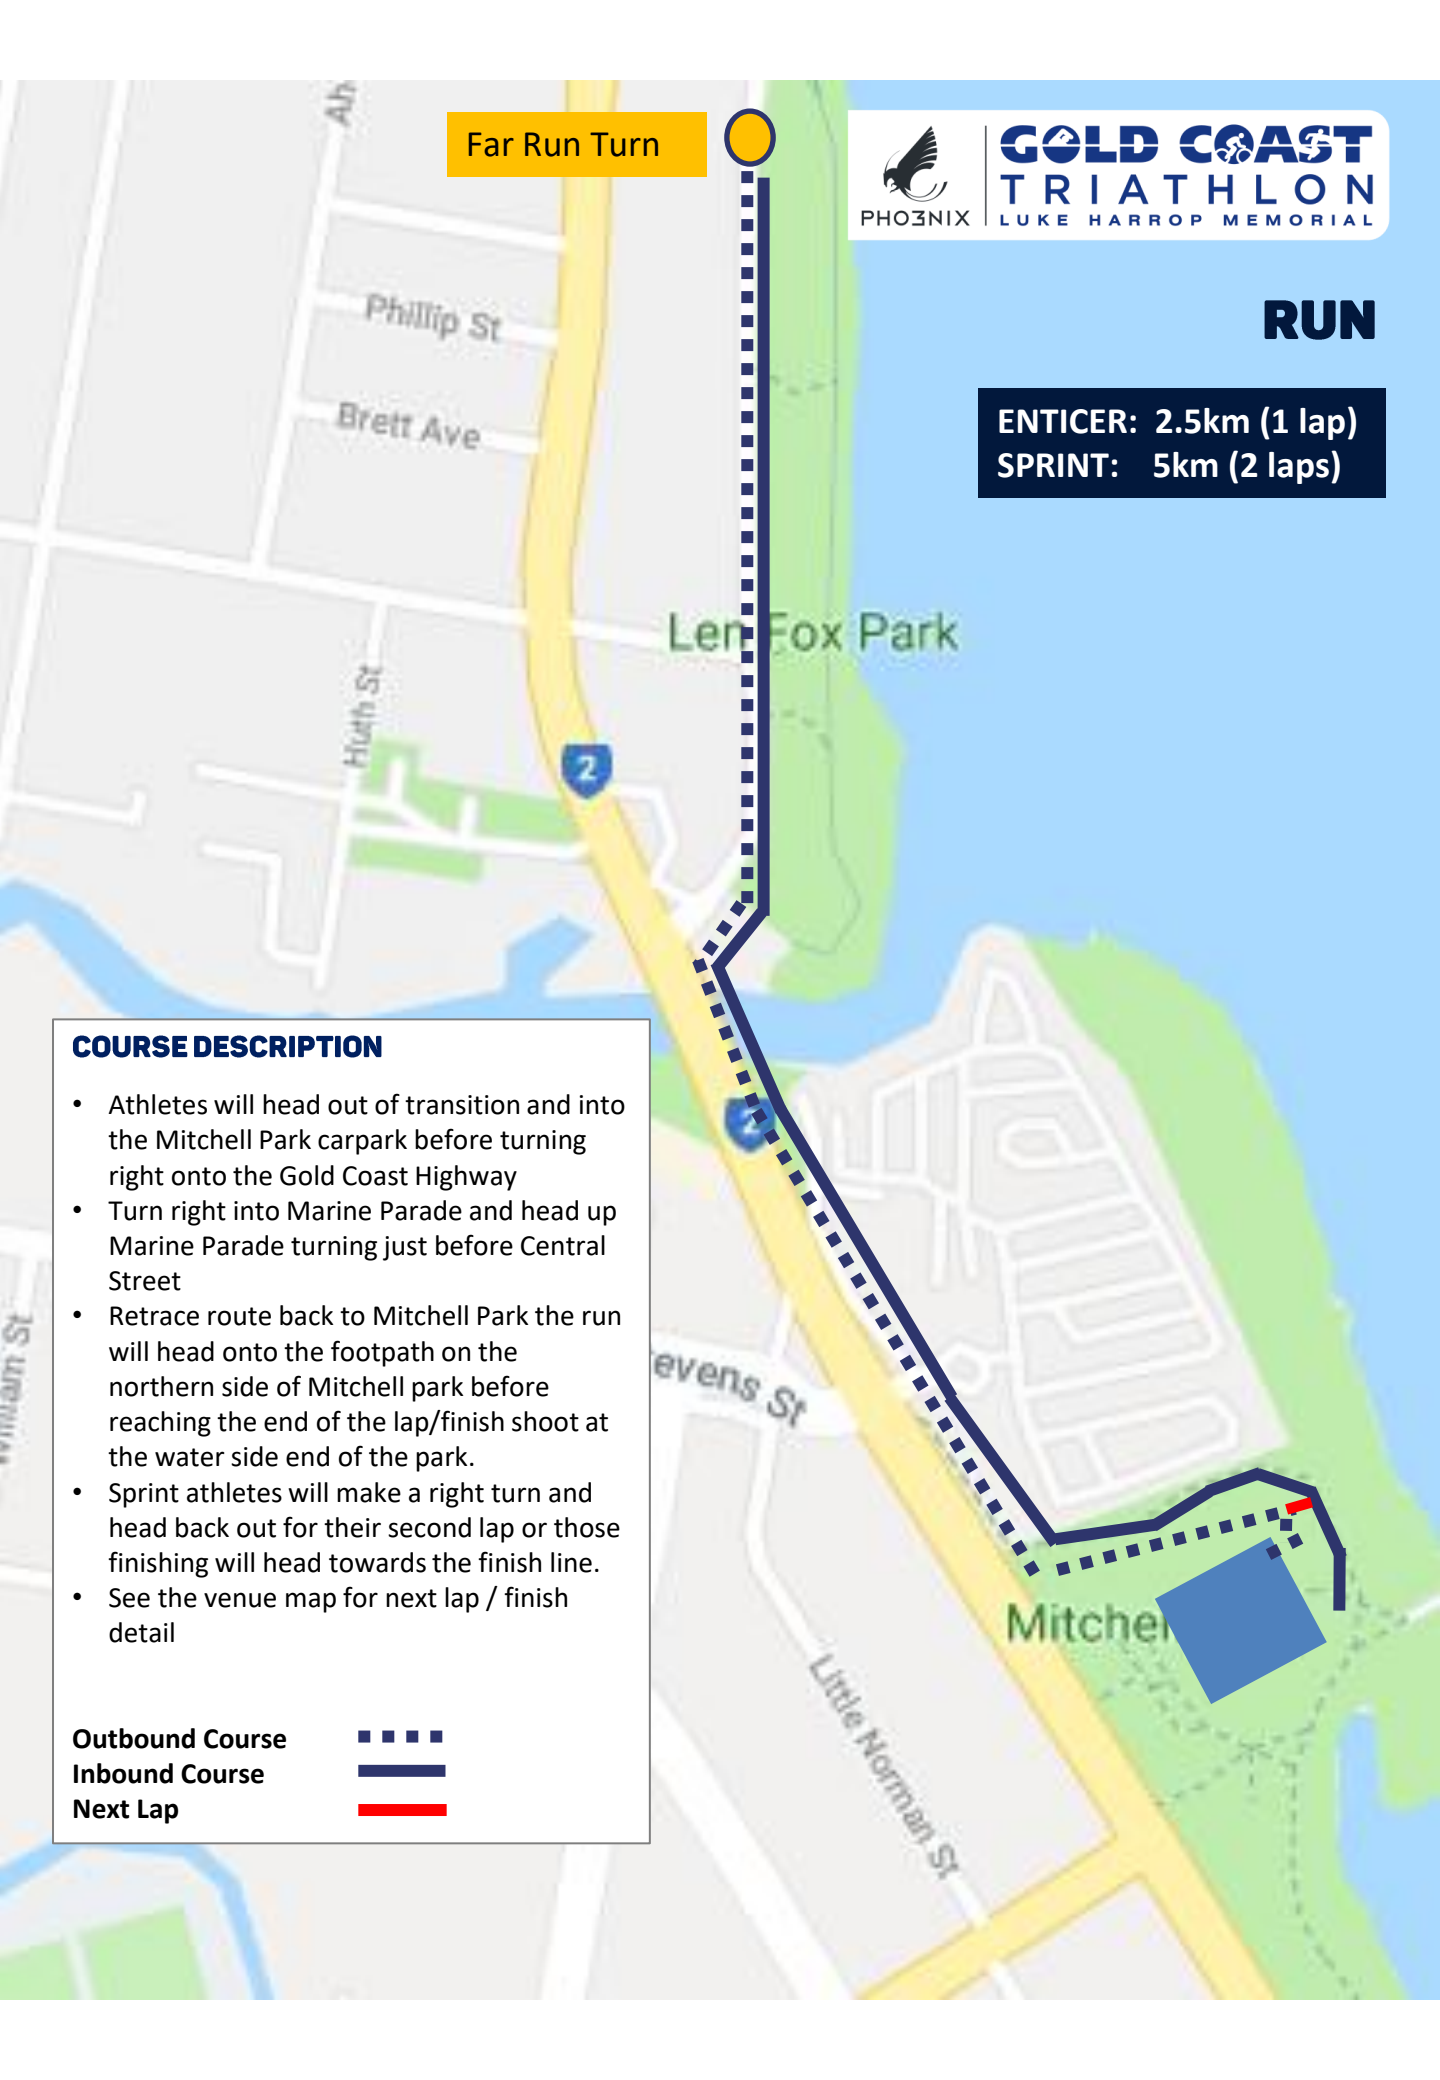 Ah
Far Run Turn
PHO3NIX
GOLD COAST
TRIATHLON
LUKE HARROP MEMORIAL
RUN
Phillip St
Brett Ave
ENTICER: 2.5km (1 lap)
SPRINT: 5km (2 laps)
Len Fox Park
Huth St
2
COURSE DESCRIPTION
• Athletes will head out of transition and into
the Mitchell Park carpark before turning
right onto the Gold Coast Highway
• Turn right into Marine Parade and head up
Marine Parade turning just before Central
Street
• Retrace route back to Mitchell Park the run
will head onto the footpath on the
northern side of Mitchell park before
reaching the end of the lap/finish shoot at
the water side end of the park.
• Sprint athletes will make a right turn and
head back out for their second lap or those
finishing will head towards the finish line.
• See the venue map for next lap / finish
detail
Outbound Course
Inbound Course
Next Lap
2
William St
evens St
Mitchel
Little Norman St